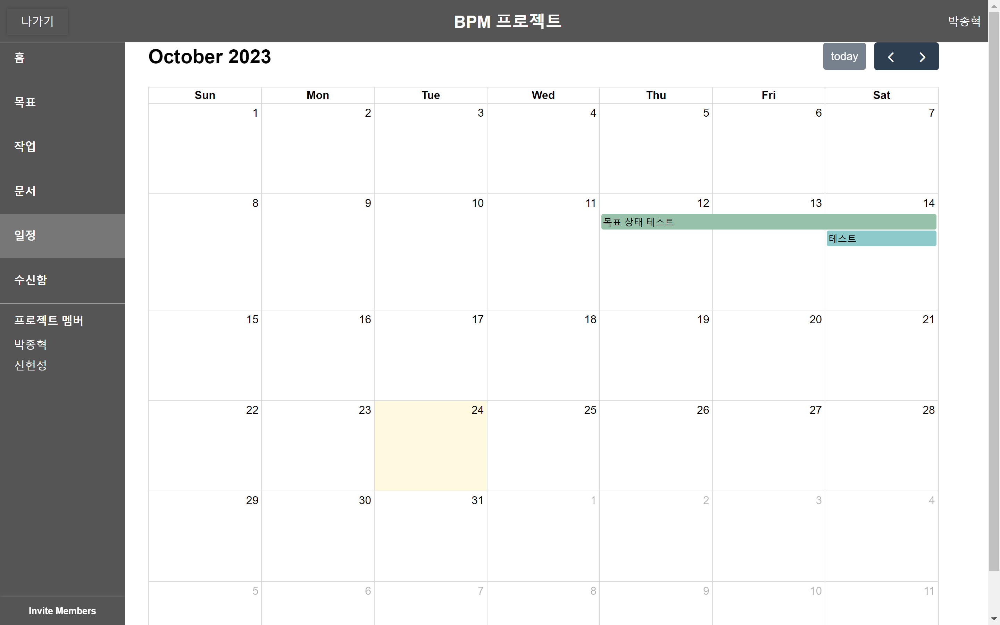 나가기
BPM 프로젝트
박종혁
홈
목표
작업
문서
일정
수신함
프로젝트 멤버
박종혁
신현성
Invite Members
October 2023
today
Sun Mon Tue Wed Thu Fri Sat
1 2 3 4 5 6 7
8 9 10 11 12 13 14
목표 상태 테스트
테스트
15 16 17 18 19 20 21
22 23 24 25 26 27 28
29 30 31 1 2 3 4
5 6 7 8 9 10 11